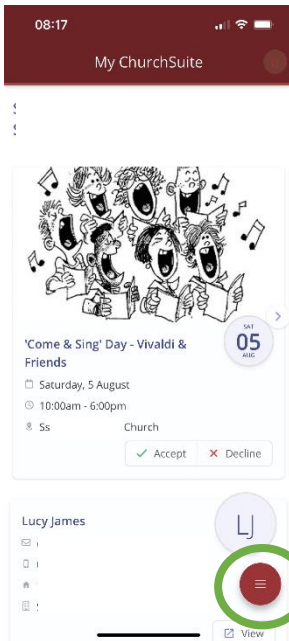 08:17
My ChurchSuite
SAT
05
AUG
'Come & Sing' Day - Vivaldi &
Friends
Saturday, 5 August
10:00am - 6:00pm
Ss Church
Accept Decline
Lucy James
LJ
View